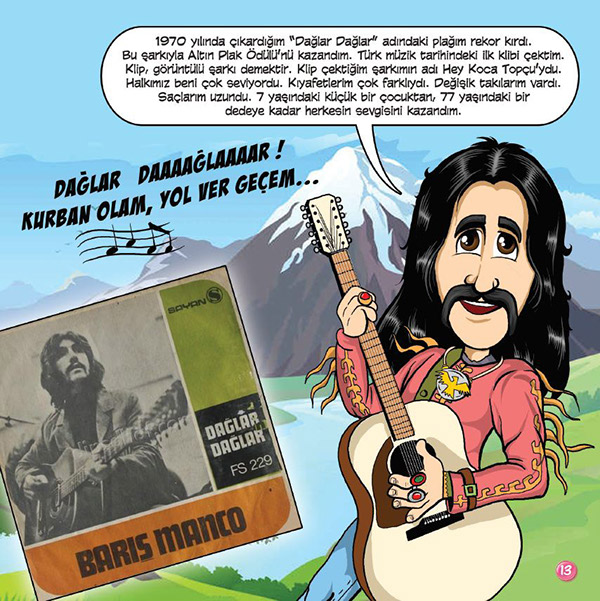 1970 yılında çıkardığım "Dağlar Dağlar" adındaki plağım rekor kırdı.
Bu şarkıyla Altın Plak Ödülü'nü kazandım. Türk müzik tarihindeki ilk klibi çektim.
Klip, görüntülü şarkı demektir. Klip çektiğim şarkımın adı Hey Koca Topçu'ydu.
Halkımız beni çok seviyordu. Kıyafetlerim çok farklıydı. Değişik takılarım vardı.
Saçlarım uzundu. 7 yaşındaki küçük bir çocuktan, 77 yaşındaki bir
dedeye kadar herkesin sevgisini kazandım.
DAĞLAR DAAAAĞLAAAAR !
KURBAN OLAM, YOL VER GEÇEM...
SAYAN S
DAĞLAR
DAĞLAR
FS 229
BARIS MANCO
13